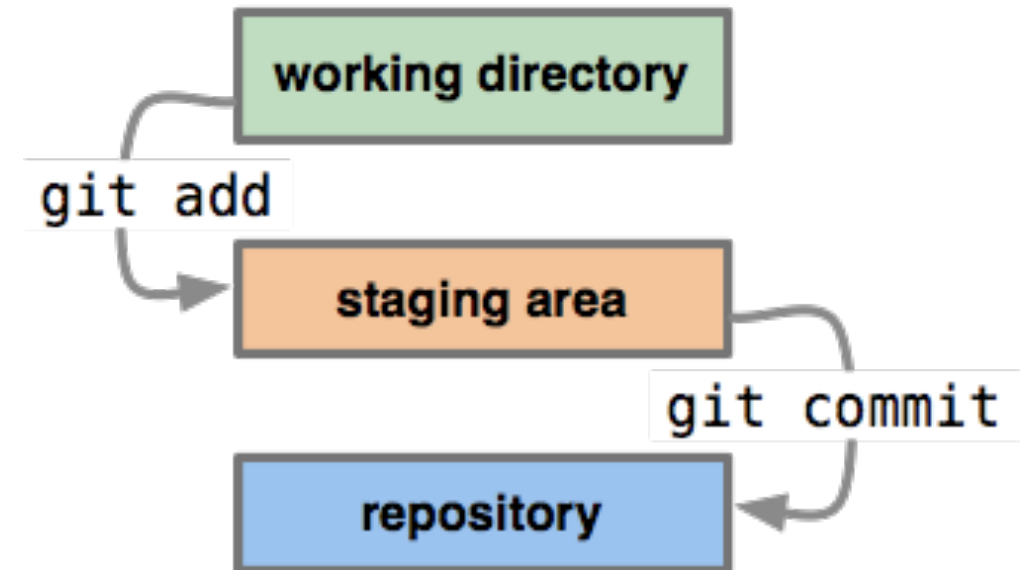 working directory
git add
staging area
git commit
repository